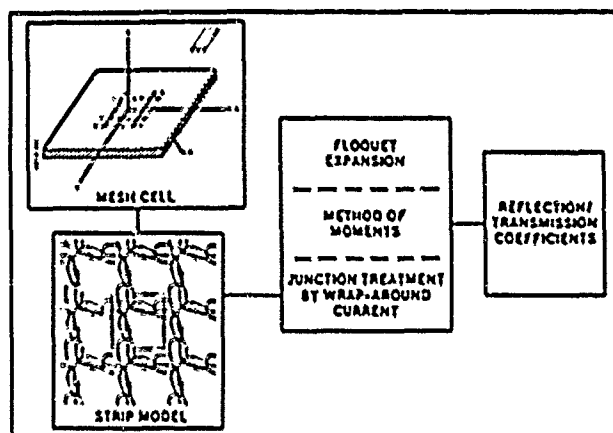 MESH CELL
STRIP MODEL
FLOQUET
EXPANSION
METHOD OF
MOMENTS
JUNCTION TREATMENT
BY WRAP-AROUND
CURRENT
REFLECTION/
TRANSMISSION
COEFFICIENTS